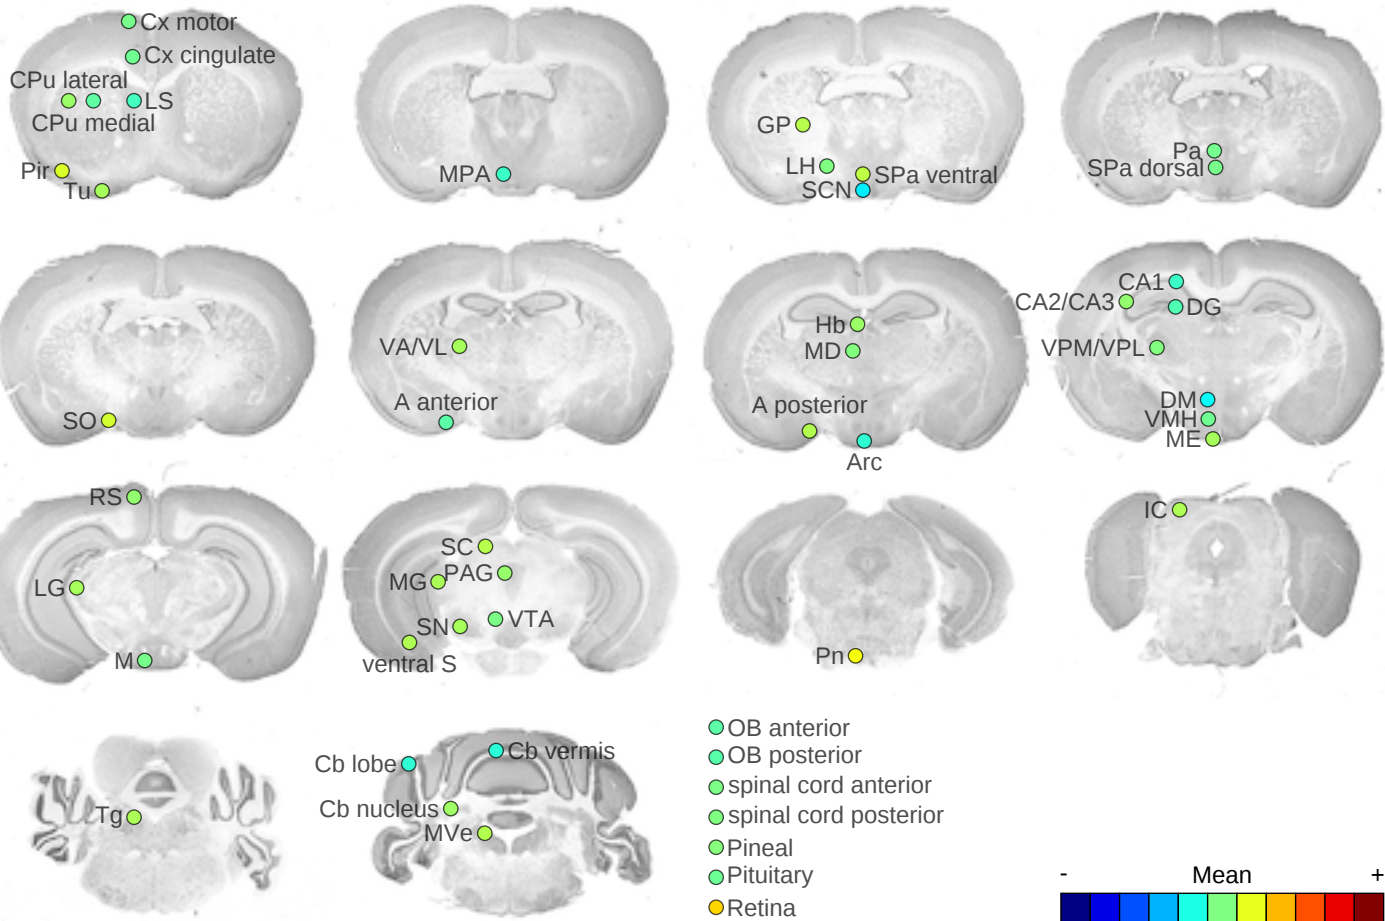 Cx motor
Cx cingulate
CPu lateral
LS
CPu medial
Pir
Tu
MPA
GP
LH
SPa ventral
SCN
Pa
SPa dorsal
SO
VA/VL
A anterior
Hb
MD
A posterior
Arc
CA1
CA2/CA3
DG
VPM/VPL
DM
VMH
ME
RS
LG
M
SC
MG
PAG
SN
VTA
ventral S
Pn
IC
Tg
Cb lobe
Cb vermis
Cb nucleus
MVe
OB anterior
OB posterior
spinal cord anterior
spinal cord posterior
Pineal
Pituitary
Retina
- Mean +